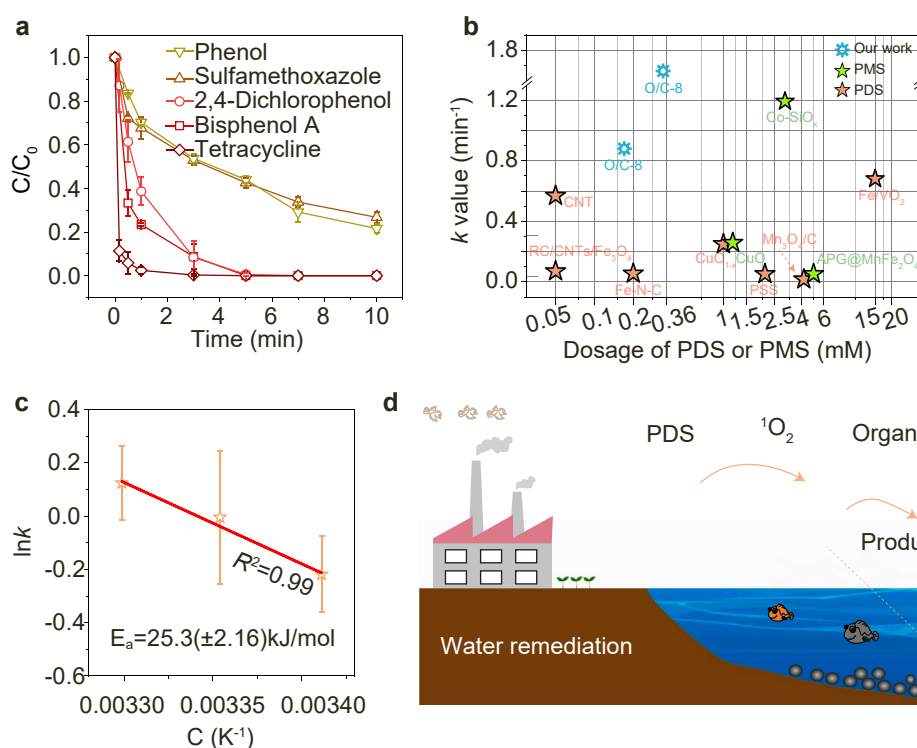 a
C/C0
1.0
0.8
0.6
0.4
0.2
0.0
Phenol
Sulfamethoxazole
2,4-Dichlorophenol
Bisphenol A
Tetracycline
0 2 4 6 8 10
Time (min)
b
k value (min-1)
1.8
1.2
0.8
0.4
0.0
Our work
PMS
PDS
O/C-8
Co-SiOx
O/C-8
CNT
Fe/VO2
RC/CNTs/Fe3O4
Fe-N-C
CuO1-x
CuO
Mn3O4/C
PSS
APG@MnFe2O4
0.05 0.1 0.2 0.36 1 1.5 2.5 4 6 15 20
Dosage of PDS or PMS (mM)
c
lnk
0.4
0.2
0.0
-0.2
-0.4
-0.6
R2=0.99
Ea=25.3(±2.16)kJ/mol
0.00330 0.00335 0.00340
C (K-1)
d
PDS
1O2
Organ
Produ
Water remediation